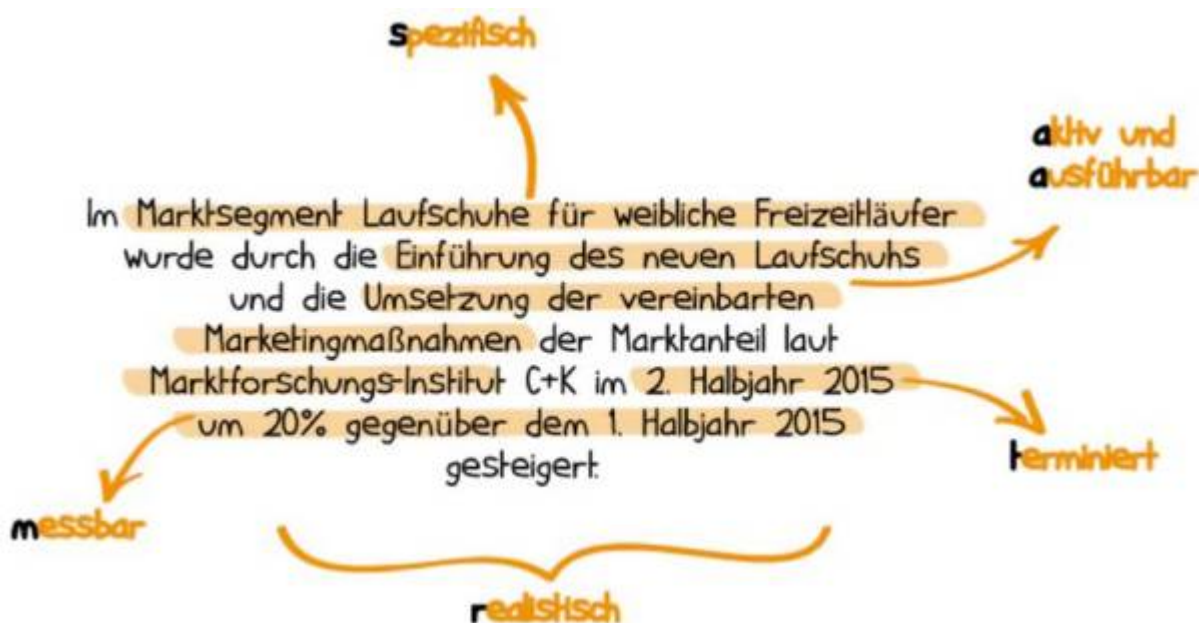 spezifisch
aktiv und
ausführbar
Im Marktsegment Laufschuhe für weibliche Freizeitläufer
wurde durch die Einführung des neuen Laufschuhs
und die Umsetzung der vereinbarten
Marketingmaßnahmen der Marktanteil laut
Marktforschungs-Institut C+K im 2. Halbjahr 2015
um 20% gegenüber dem 1. Halbjahr 2015
gesteigert.
terminiert
messbar
realistisch